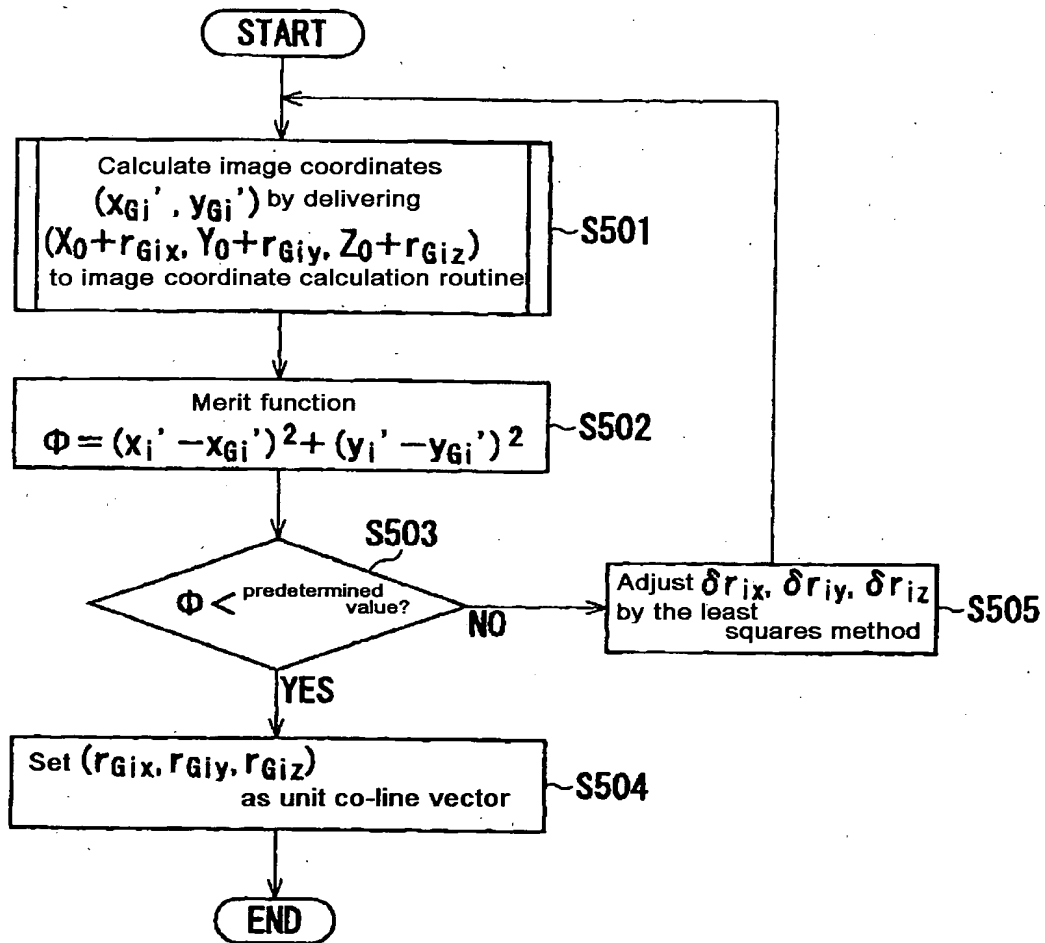 START
Calculate image coordinates
(xGi', yGi') by delivering
(X0+rGix, Y0+rGiy, Z0+rGiz)
to image coordinate calculation routine
S501
Merit function
Φ=(xi'-xGi')²+(yi'-yGi')²
S502
S503
Φ< predetermined
value?
NO
YES
Adjust δrix, δriy, δriz
by the least
squares method
S505
Set (rGix, rGiy, rGiz)
as unit co-line vector
S504
END